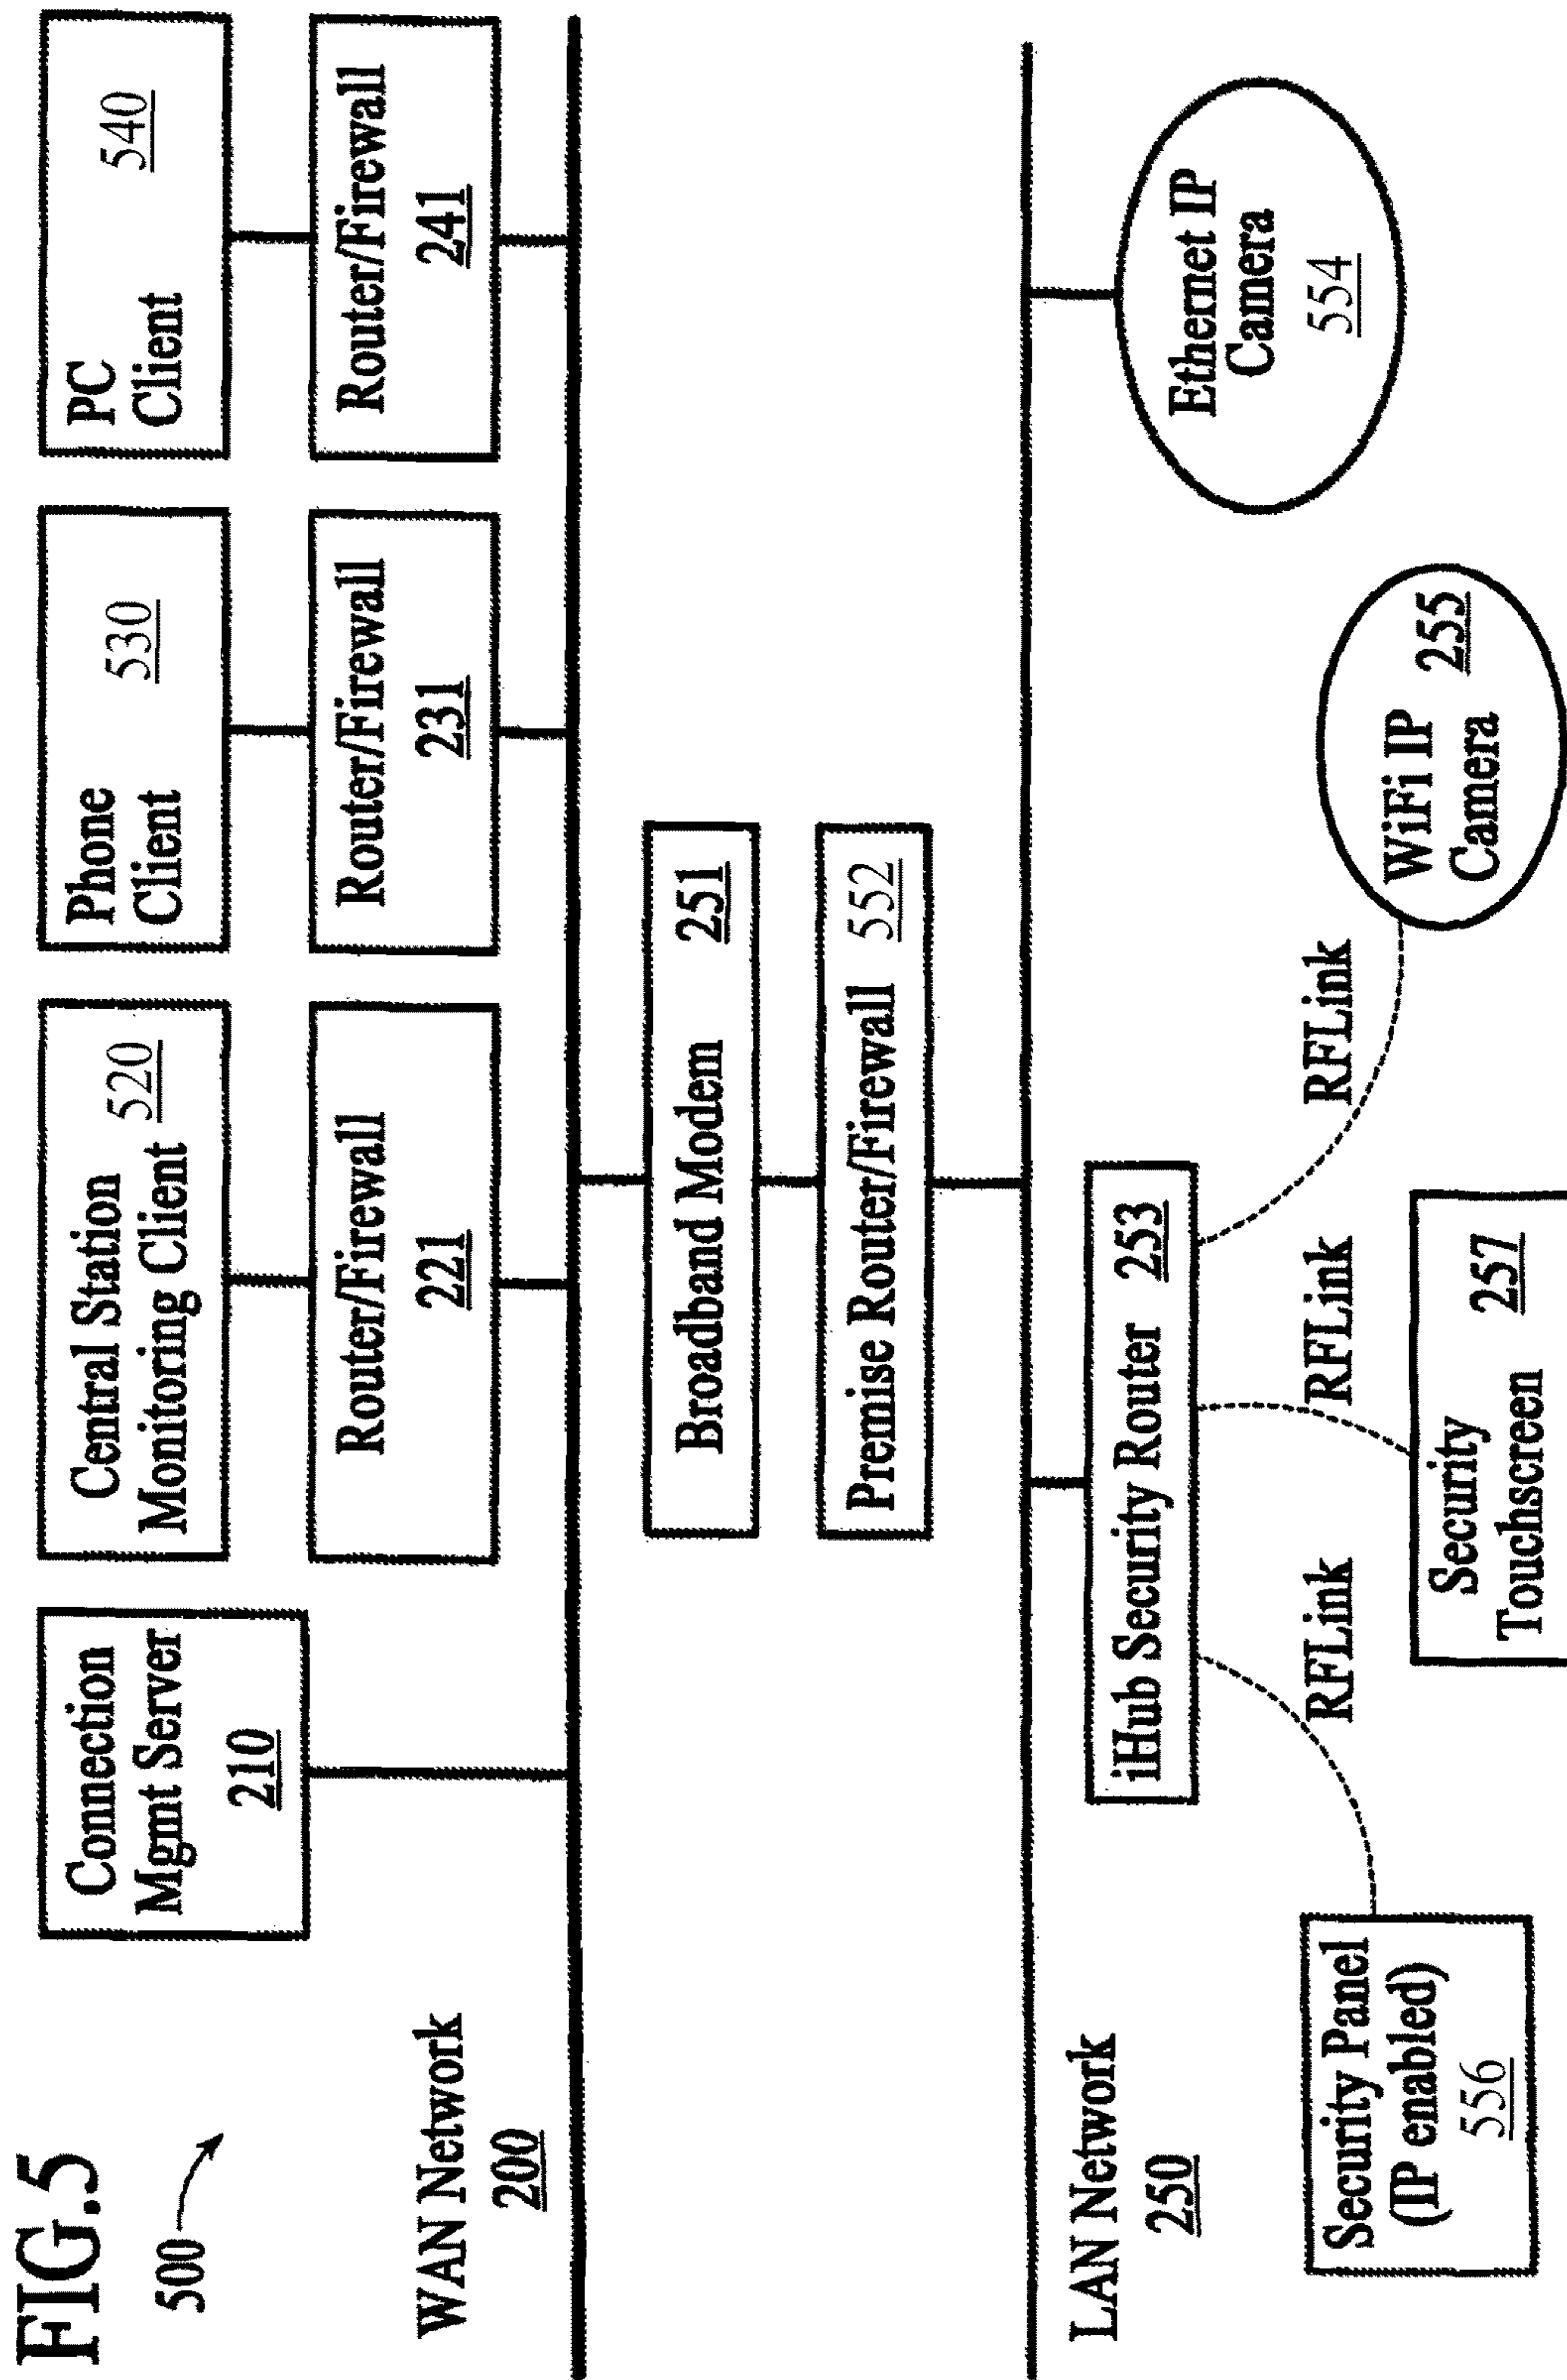 FIG.5
500
Connection
Mgmt Server
210
Central Station
Monitoring Client 520
Phone
Client
530
PC
Client
540
Router/Firewall
221
Router/Firewall
231
Router/Firewall
241
WAN Network
200
Broadband Modem 251
Premise Router/Firewall 552
LAN Network
250
iHub Security Router 253
Ethernet IP
Camera
554
RFLink
RFLink
RFLink
Security Panel
(IP enabled)
556
Security
Touchscreen
257
WiFi IP
Camera
255